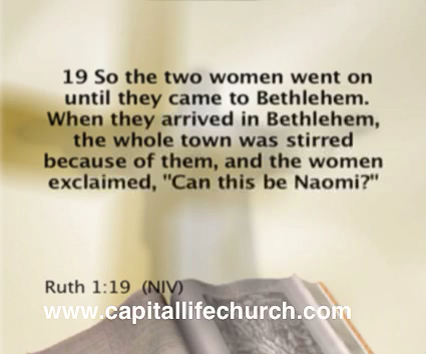 19 So the two women went on
until they came to Bethlehem.
When they arrived in Bethlehem,
the whole town was stirred
because of them, and the women
exclaimed, "Can this be Naomi?"
Ruth 1:19 (NIV)
www.capitallifechurch.com